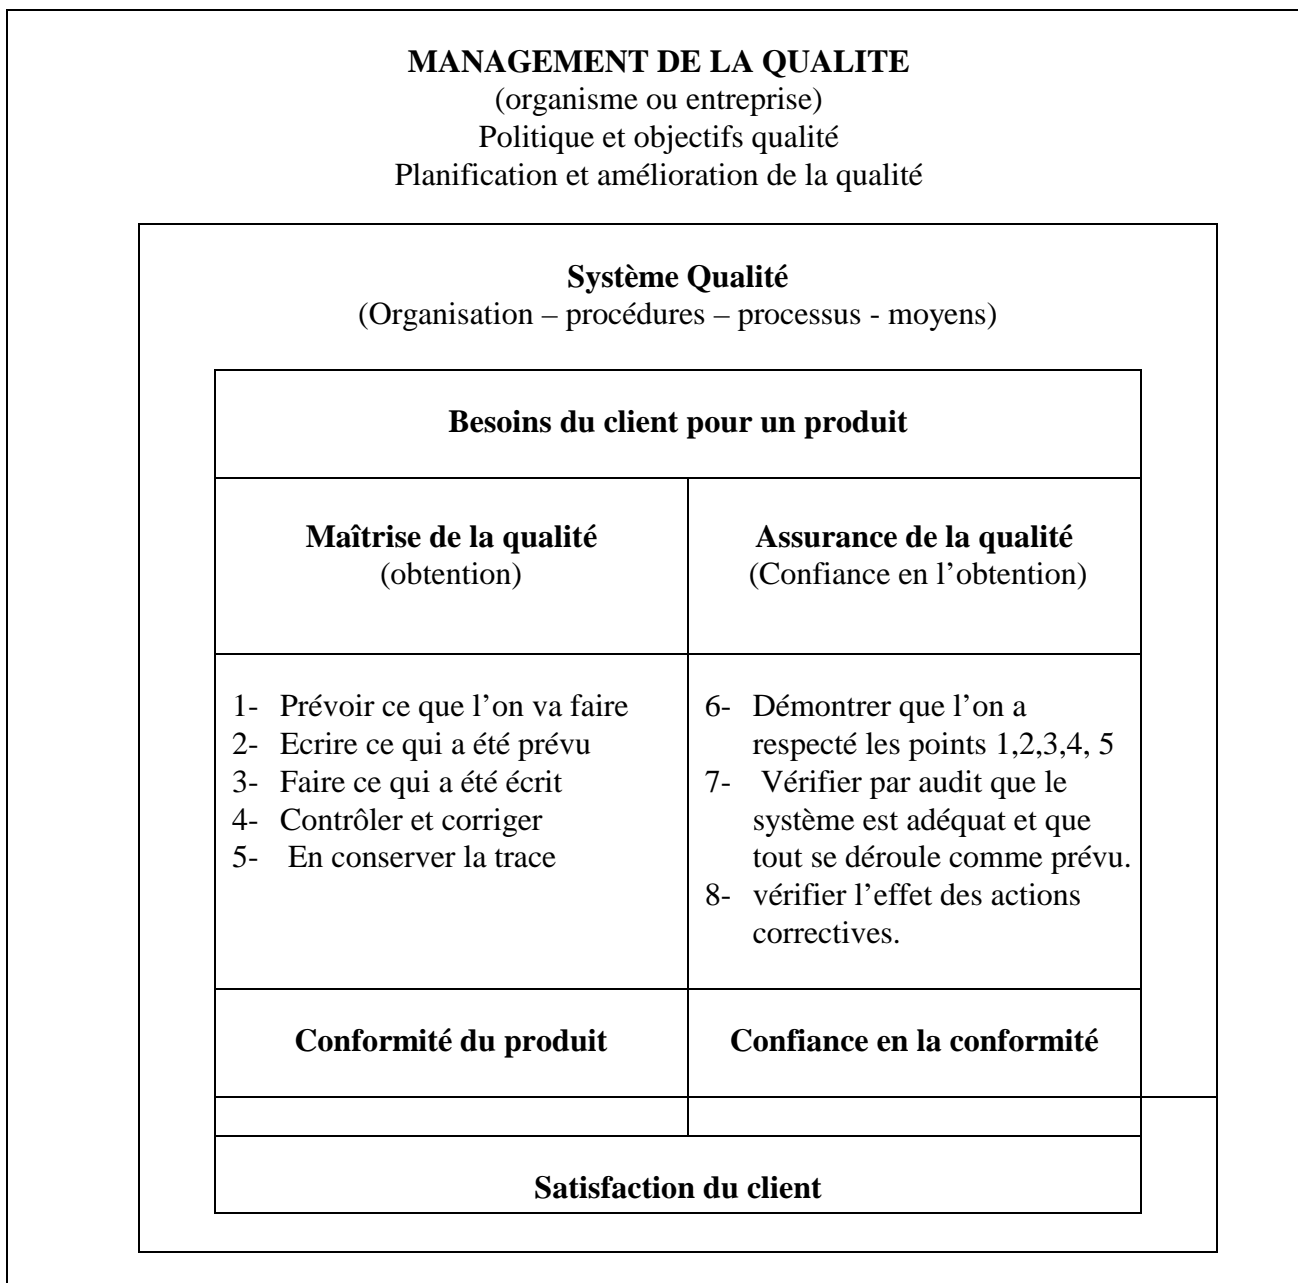 MANAGEMENT DE LA QUALITE
(organisme ou entreprise)
Politique et objectifs qualité
Planification et amélioration de la qualité
Système Qualité
(Organisation – procédures – processus - moyens)
Besoins du client pour un produit
Maîtrise de la qualité
(obtention)
Assurance de la qualité
(Confiance en l’obtention)
1- Prévoir ce que l’on va faire
2- Ecrire ce qui a été prévu
3- Faire ce qui a été écrit
4- Contrôler et corriger
5- En conserver la trace
6- Démontrer que l’on a
respecté les points 1,2,3,4, 5
7- Vérifier par audit que le
système est adéquat et que
tout se déroule comme prévu.
8- vérifier l’effet des actions
correctives.
Conformité du produit
Confiance en la conformité
Satisfaction du client